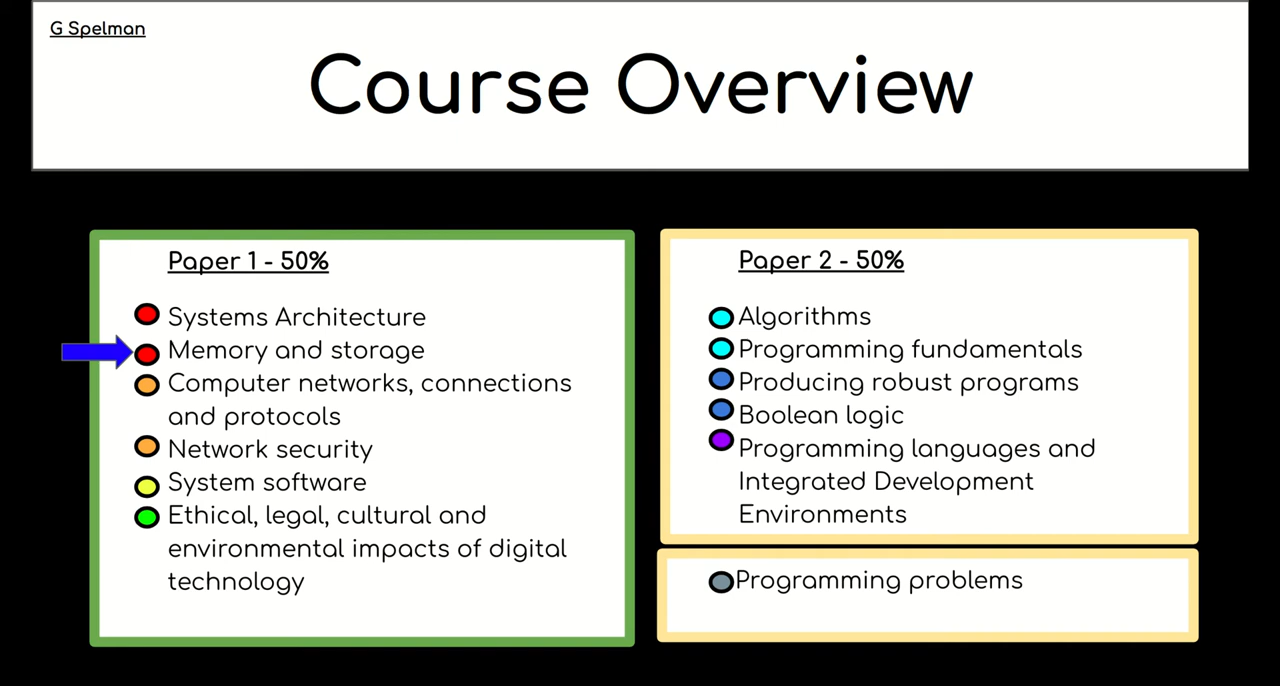 G Spelman
Course Overview
Paper 1 - 50%
Systems Architecture
Memory and storage
Computer networks, connections
and protocols
Network security
System software
Ethical, legal, cultural and
environmental impacts of digital
technology
Paper 2 - 50%
Algorithms
Programming fundamentals
Producing robust programs
Boolean logic
Programming languages and
Integrated Development
Environments
Programming problems